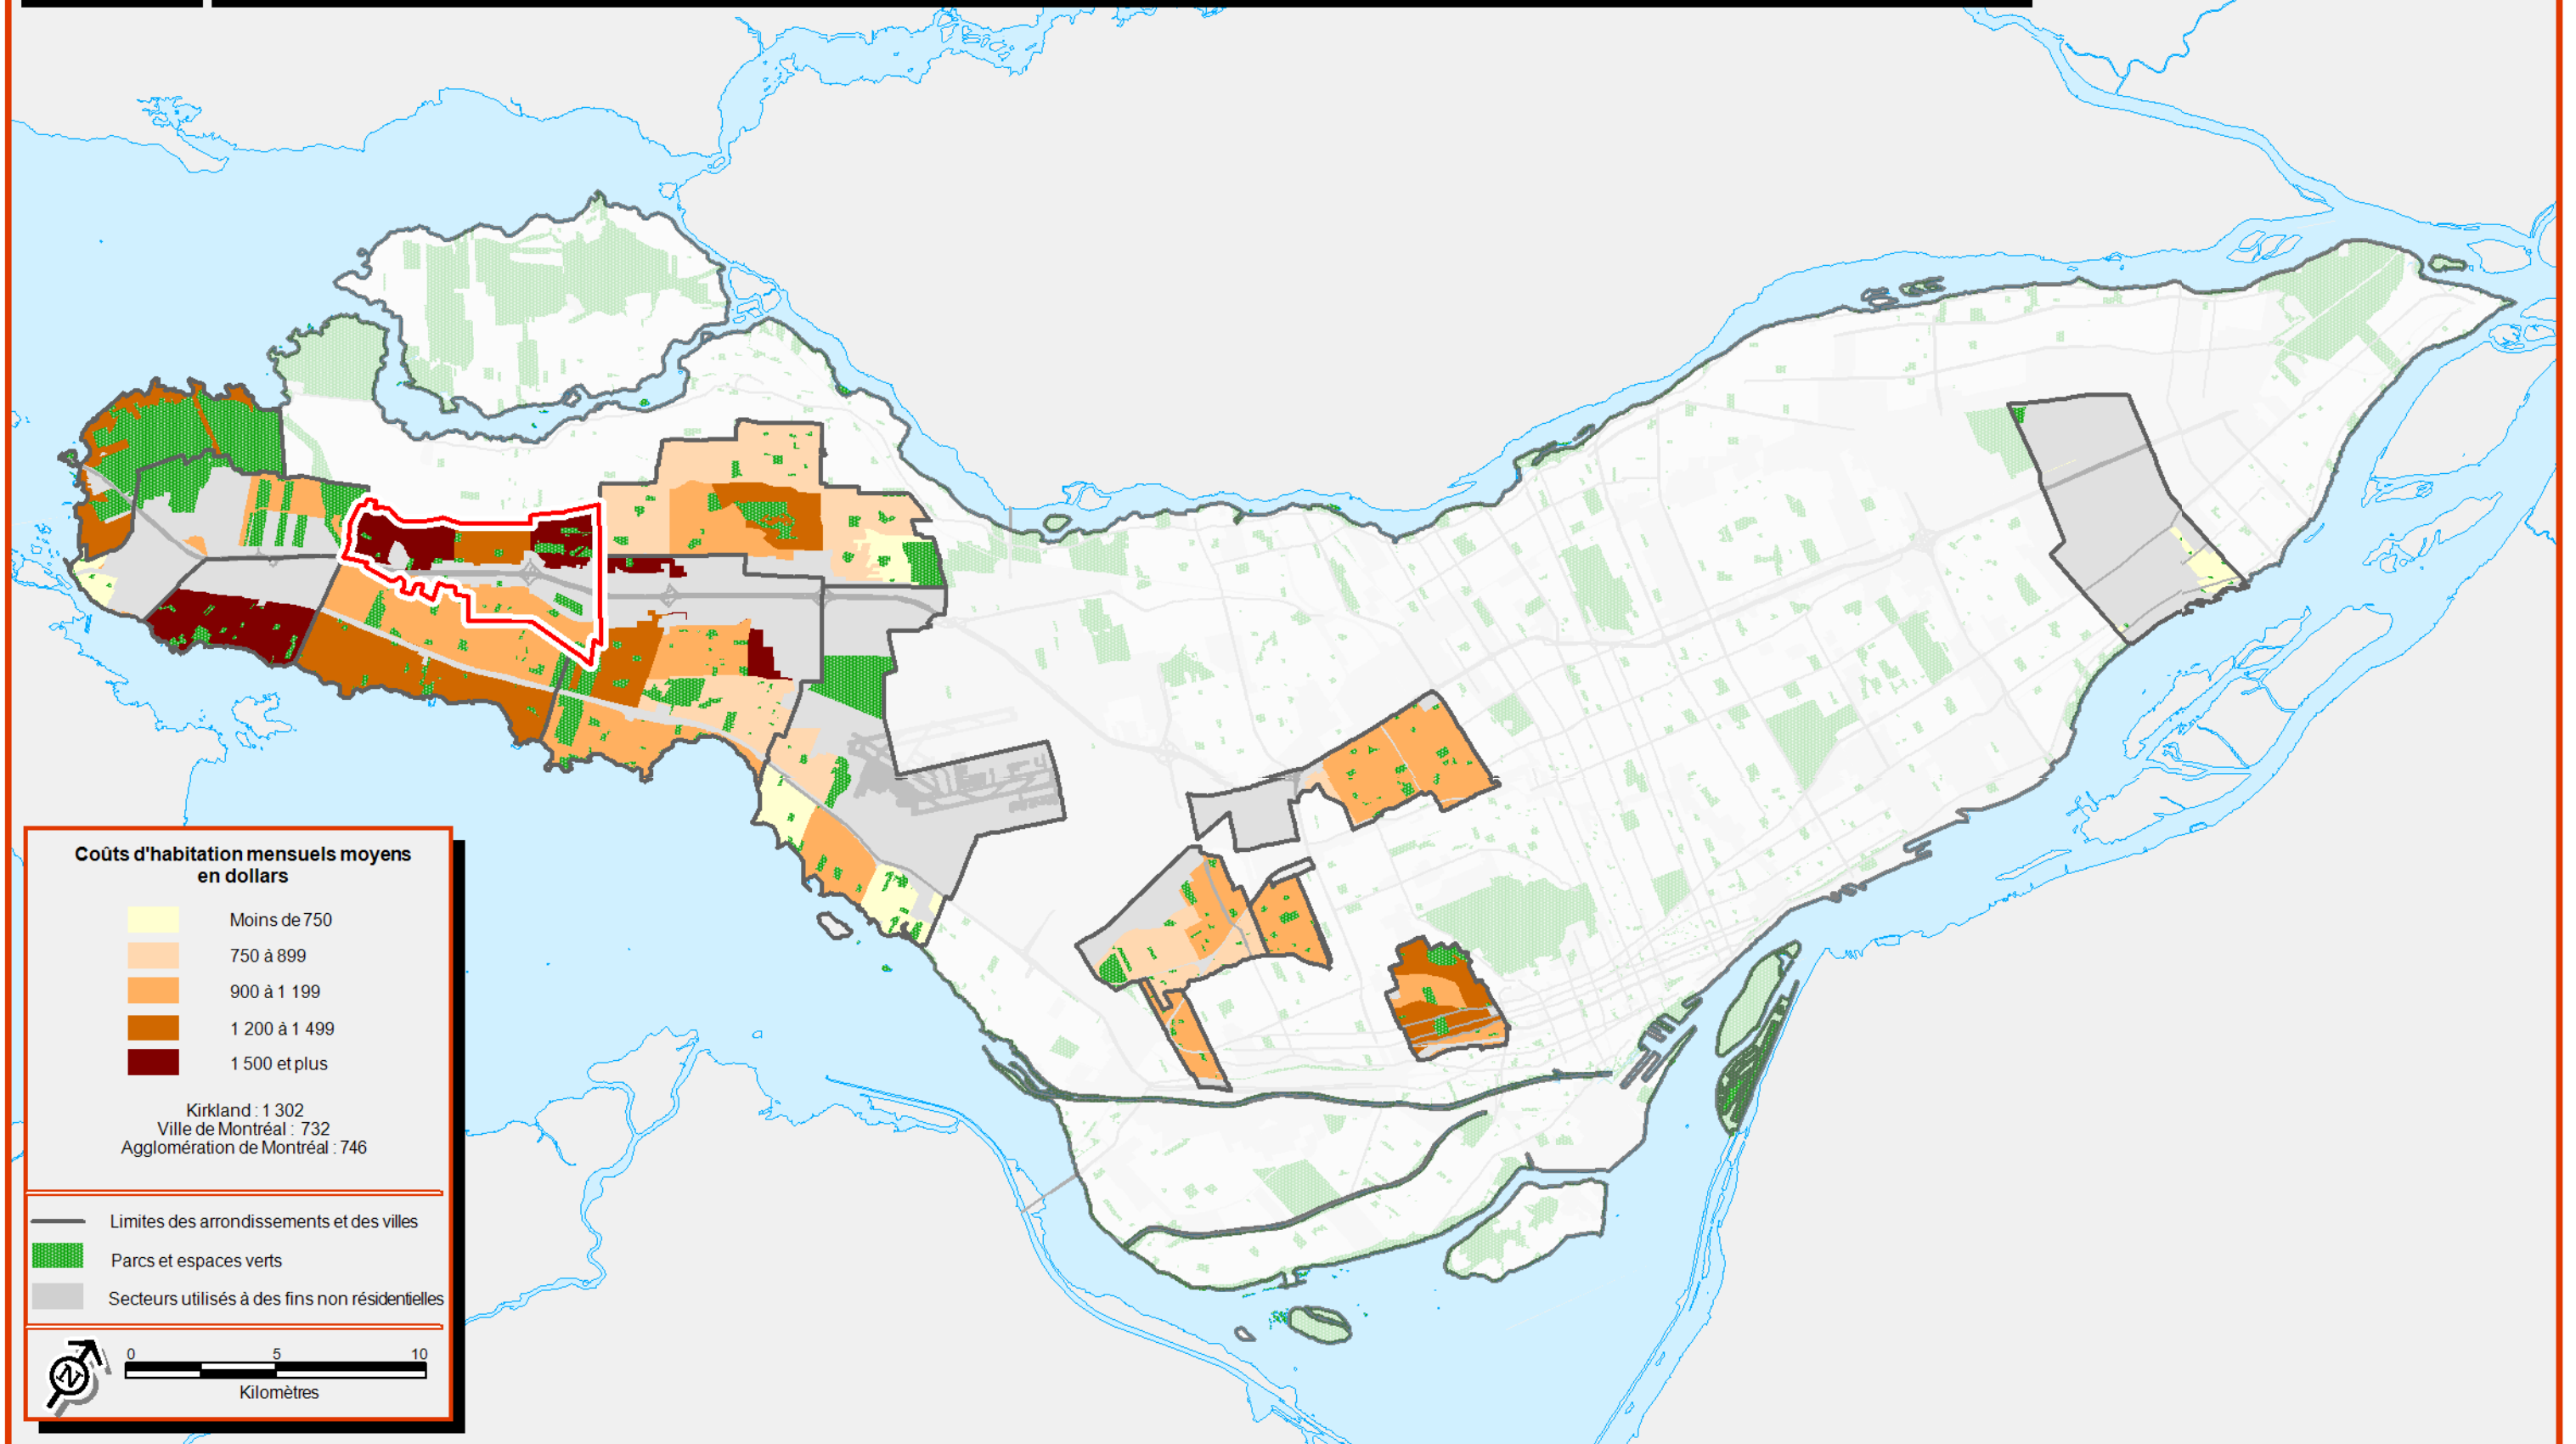 Coûts d'habitation mensuels moyens
en dollars
Moins de 750
750 à 899
900 à 1 199
1 200 à 1 499
1 500 et plus
Kirkland : 1 302
Ville de Montréal : 732
Agglomération de Montréal : 746
Limites des arrondissements et des villes
Parcs et espaces verts
Secteurs utilisés à des fins non résidentielles
N
0 5 10
Kilomètres